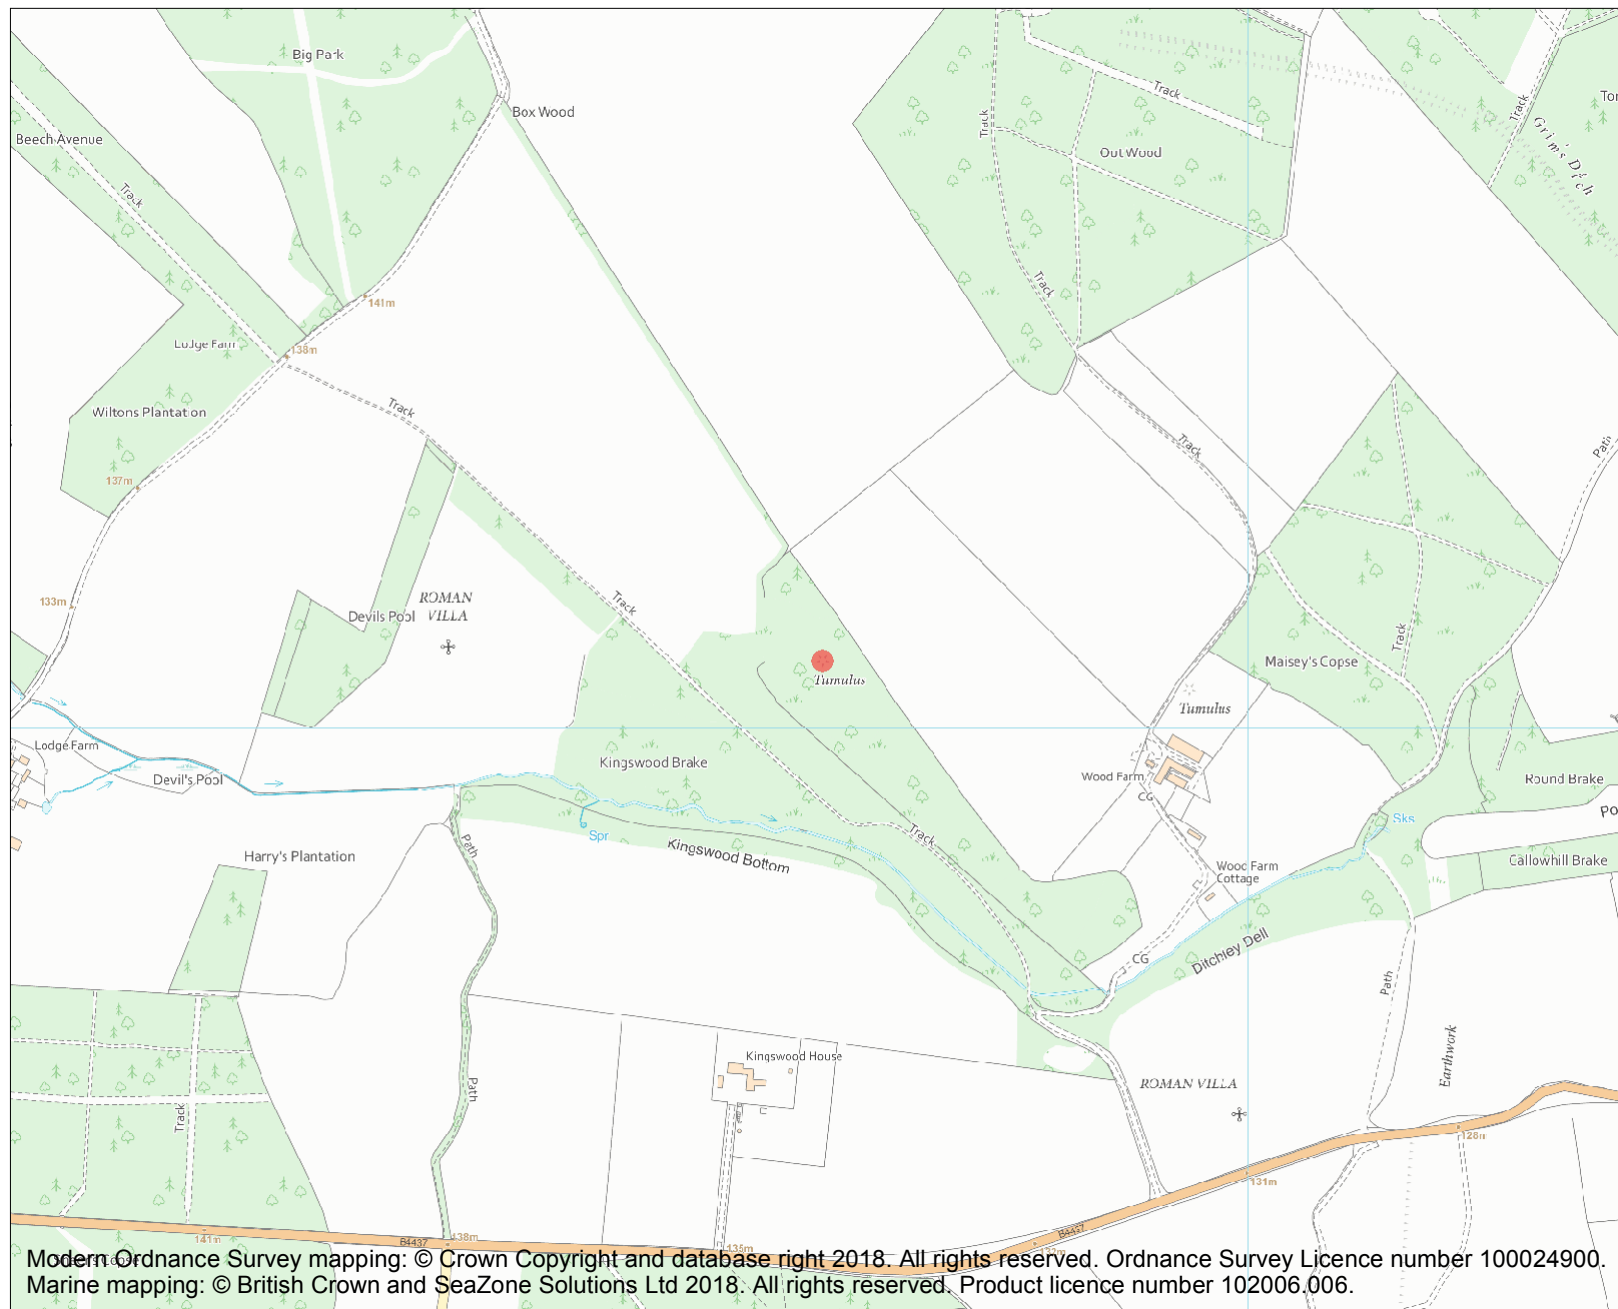 Big Park
Box Wood
Beech Avenue
Track
Track
Track
Track
Out Wood
Grim's Ditch
Track
141m
Lodge Farm
138m
Wiltons Plantation
Track
Track
137m
Path
ROMAN
VILLA
Devils Pool
133m
Track
Track
Maisey's Copse
Tumulus
Tumulus
Lodge Farm
Devil's Pool
Kingswood Brake
Wood Farm
CG
Round Brake
Spr
Sks
Track
Path
Kingswood Bottom
Harry's Plantation
Wood Farm
Cottage
Callowhill Brake
Ditchley Dell
CG
Path
Earthwork
Kingswood House
ROMAN VILLA
Path
Track
128m
131m
141m
B4437
138m
135m
132m
B4437
Modern Ordnance Survey mapping: © Crown Copyright and database right 2018. All rights reserved. Ordnance Survey Licence number 100024900.
Marine mapping: © British Crown and SeaZone Solutions Ltd 2018. All rights reserved. Product licence number 102006.006.